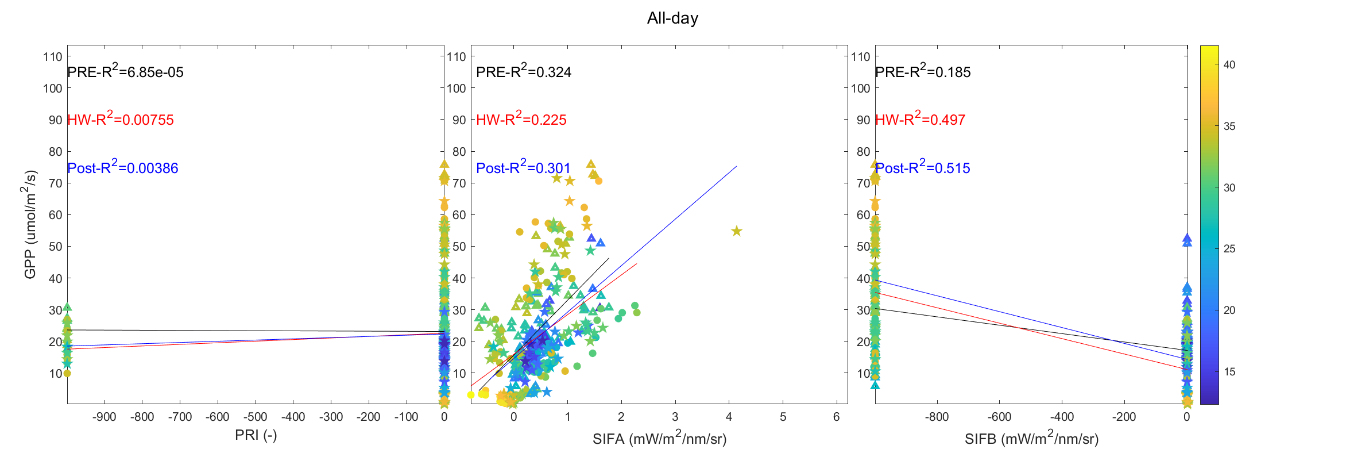 All-day
GPP (umol/m²/s)
110
100
90
80
70
60
50
40
30
20
10
PRE-R²=6.85e-05
HW-R²=0.00755
Post-R²=0.00386
-900 -800 -700 -600 -500 -400 -300 -200 -100 0
PRI (-)
110
100
90
80
70
60
50
40
30
20
10
PRE-R²=0.324
HW-R²=0.225
Post-R²=0.301
0 1 2 3 4 5 6
SIFA (mW/m²/nm/sr)
110
100
90
80
70
60
50
40
30
20
10
PRE-R²=0.185
HW-R²=0.497
Post-R²=0.515
-800 -600 -400 -200 0
SIFB (mW/m²/nm/sr)
40
35
30
25
20
15